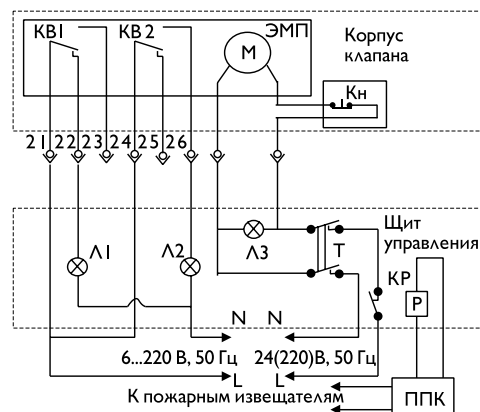 КВ1
КВ2
ЭМП
М
Корпус
клапана
Кн
21 22 23 24 25 26
Щит
управления
Л1
Л2
Л3
Т
КР
Р
N N
6...220 В, 50 Гц 24(220)В, 50 Гц
L L
К пожарным извещателям
ППК